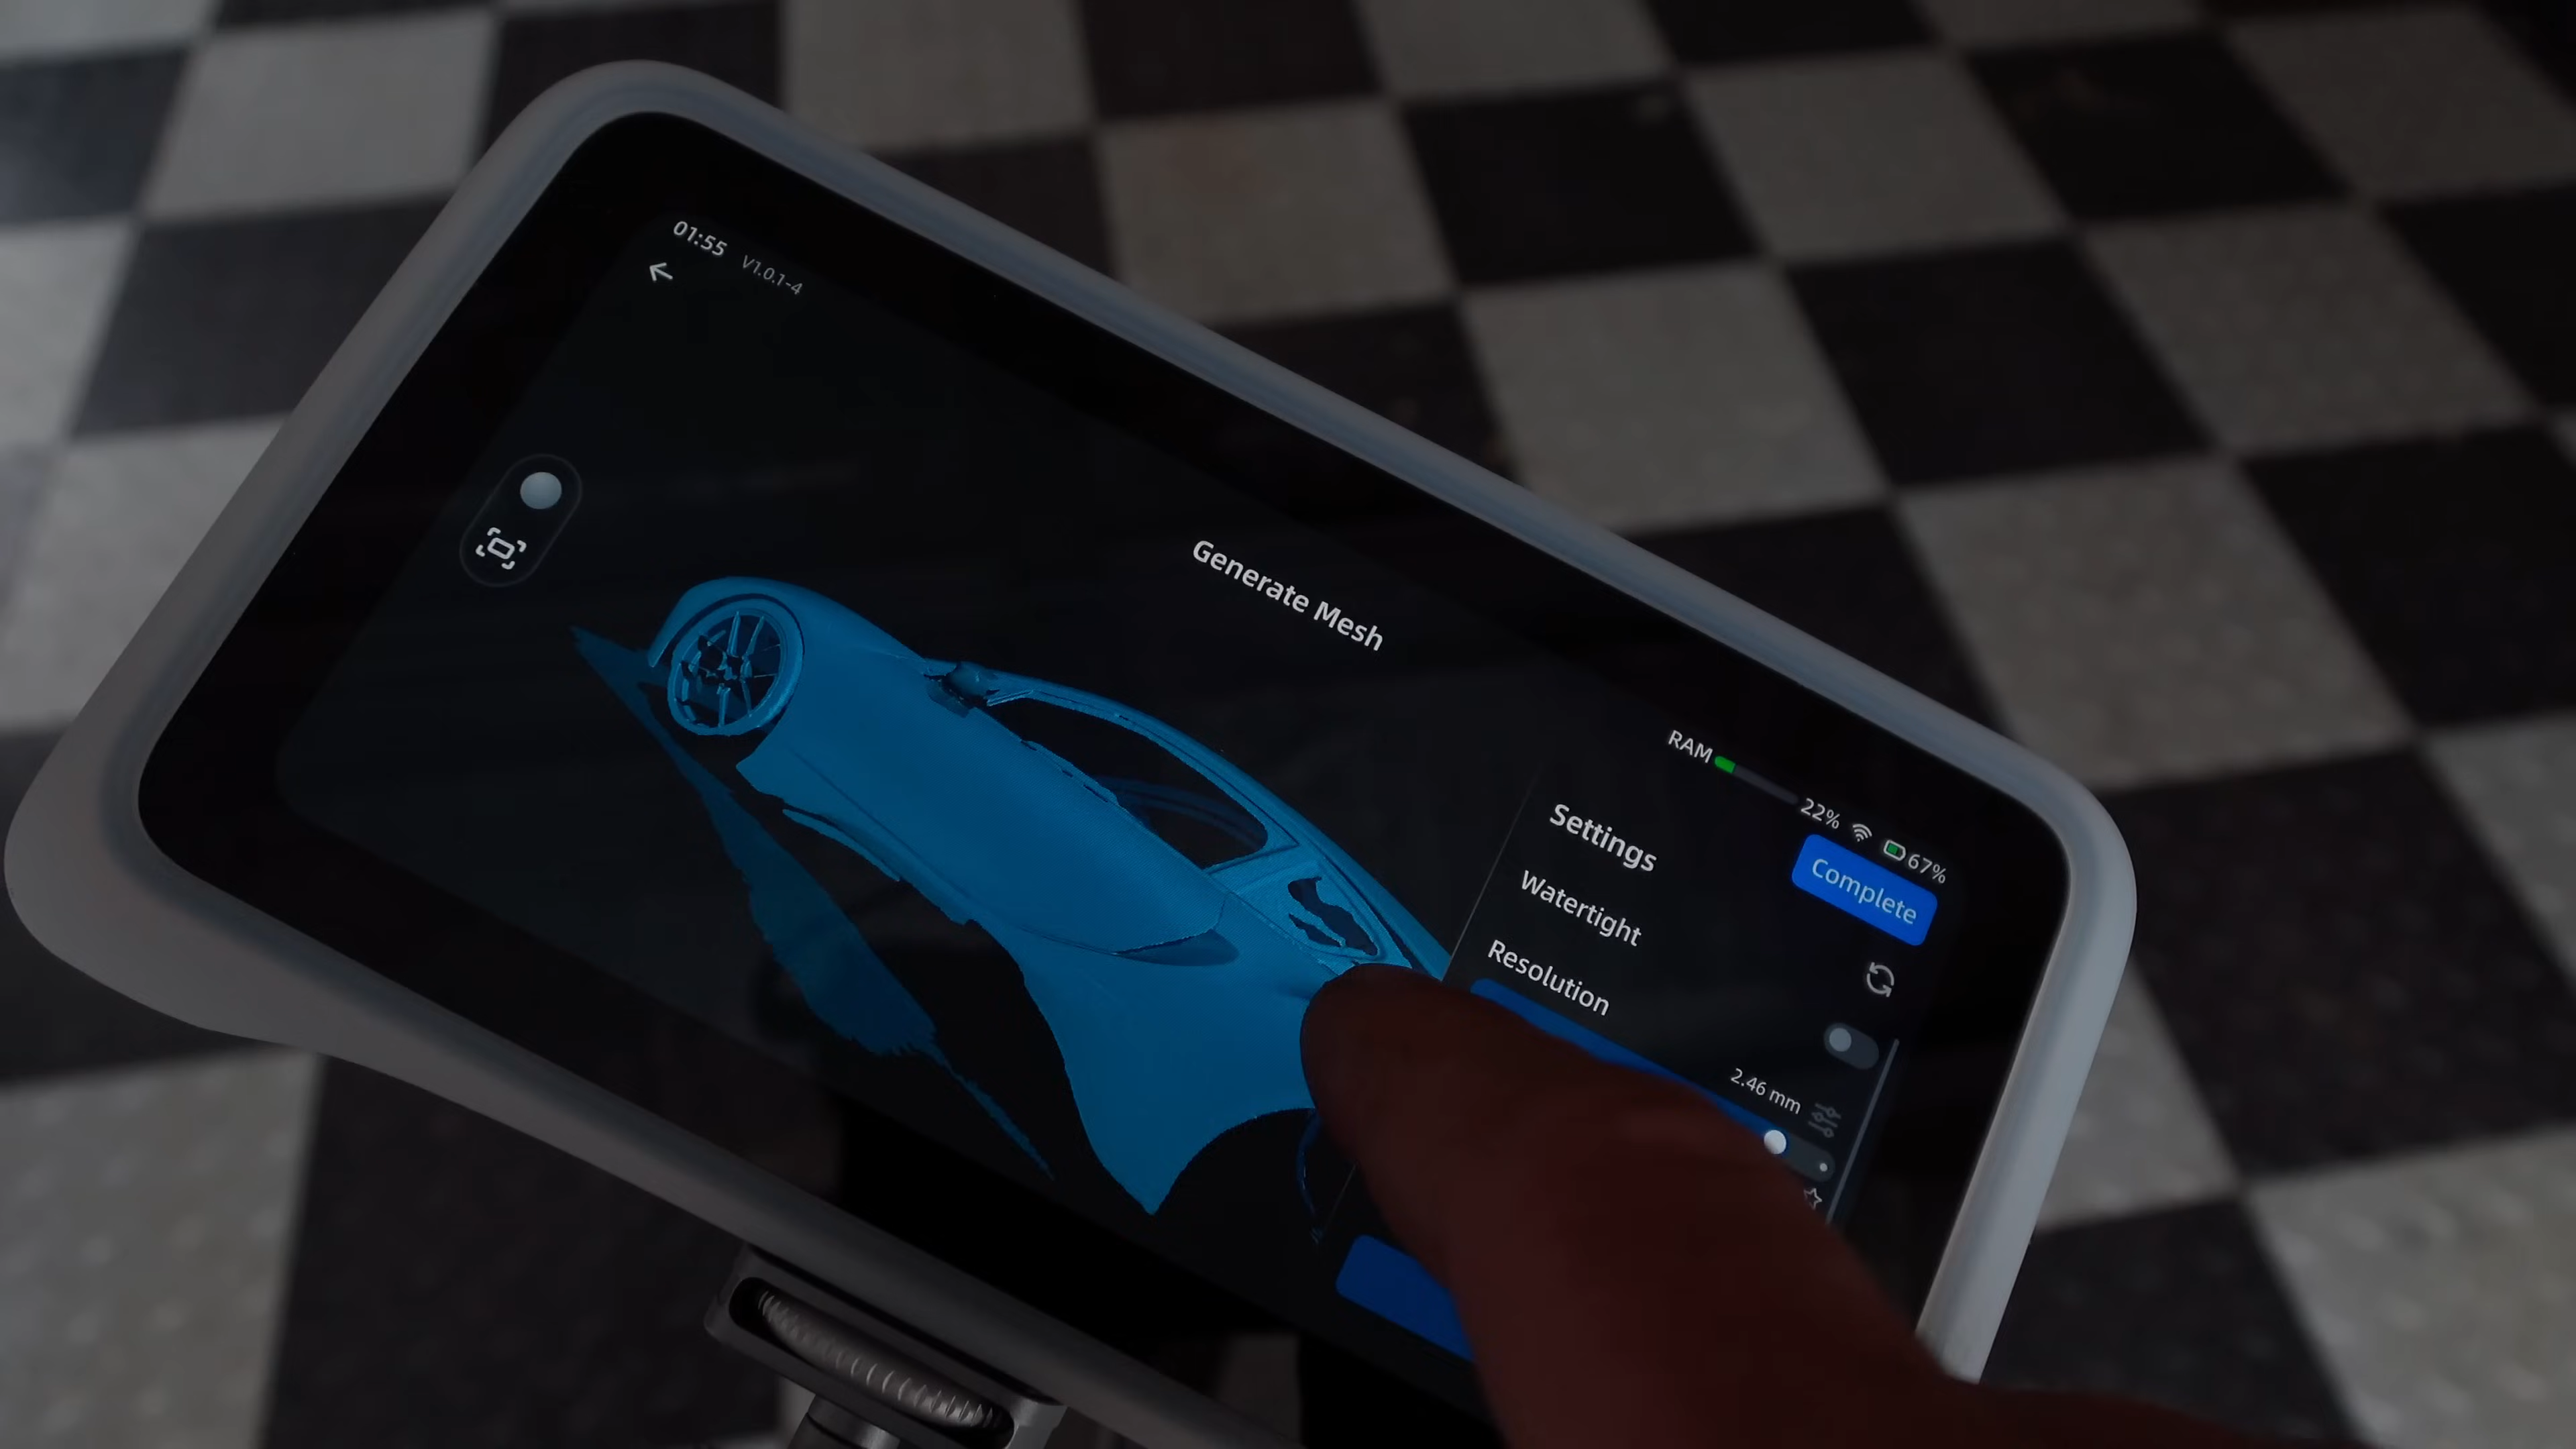 01:55 V1.0.1-4
Generate Mesh
RAM 22% 67%
Settings
Complete
Watertight
Resolution
2.46 mm